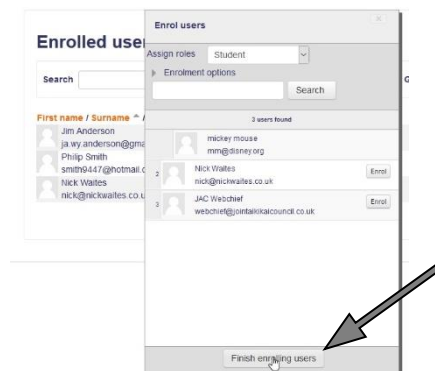 Enrol users
Enrolled use
Assign roles Student
Enrolment options
Search
Search
First name / Surname ^ /
3 users found
Jim Anderson
ja.wy.anderson@gma
mickey mouse
mm@disney.org
Philip Smith
smith9447@hotmail.c
2 Nick Waites Enrol
nick@nickwaites.co.uk
Nick Waites
nick@nickwaites.co.u
3 JAC Webchief Enrol
webchief@jointaikikaicouncil.co.uk
Finish enrolling users